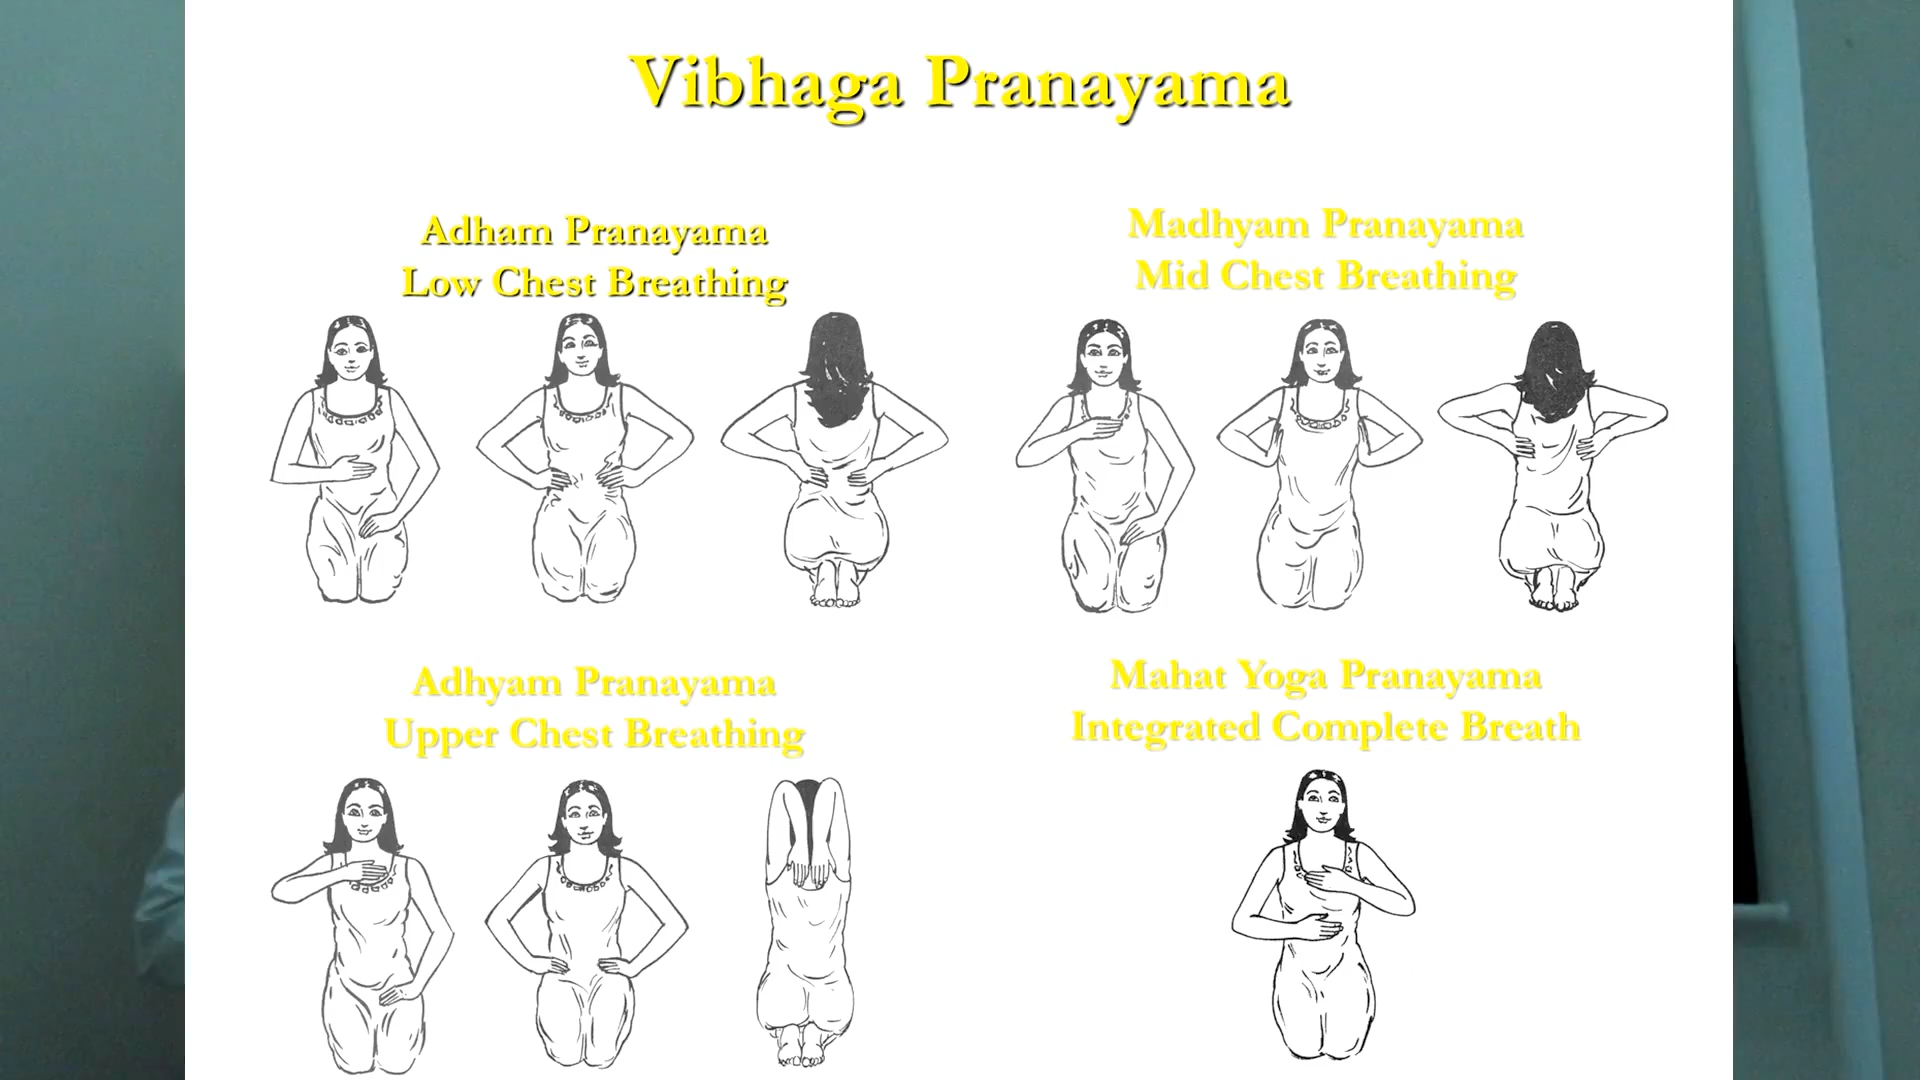 Vibhaga Pranayama
Adham Pranayama
Low Chest Breathing
Madhyam Pranayama
Mid Chest Breathing
Adhyam Pranayama
Upper Chest Breathing
Mahat Yoga Pranayama
Integrated Complete Breath